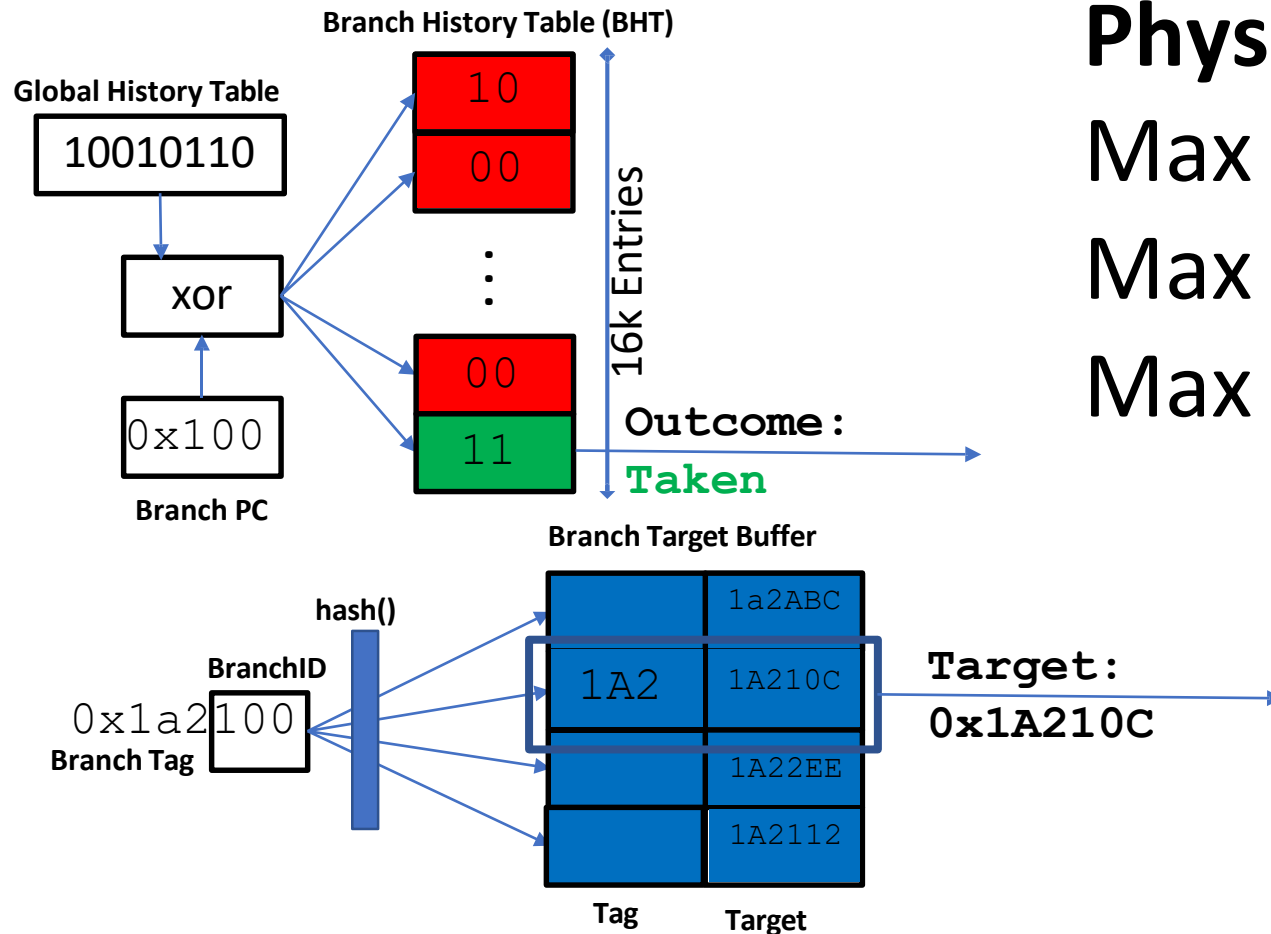 Branch History Table (BHT)
Phys
Max
Max
Max
Global History Table
10010110
xor
0x100
Branch PC
10
00
⋮
00
11
16k Entries
Outcome:
Taken
Branch Target Buffer
hash()
BranchID
0x1a2100
Branch Tag
1a2ABC
1A2
1A210C
1A22EE
1A2112
Tag
Target
Target:
0x1A210C